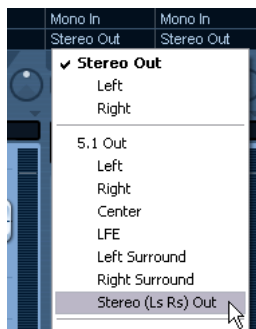 Mono In Mono In
Stereo Out Stereo Out
✓ Stereo Out
Left
Right
5.1 Out
Left
Right
Center
LFE
Left Surround
Right Surround
Stereo (Ls Rs) Out